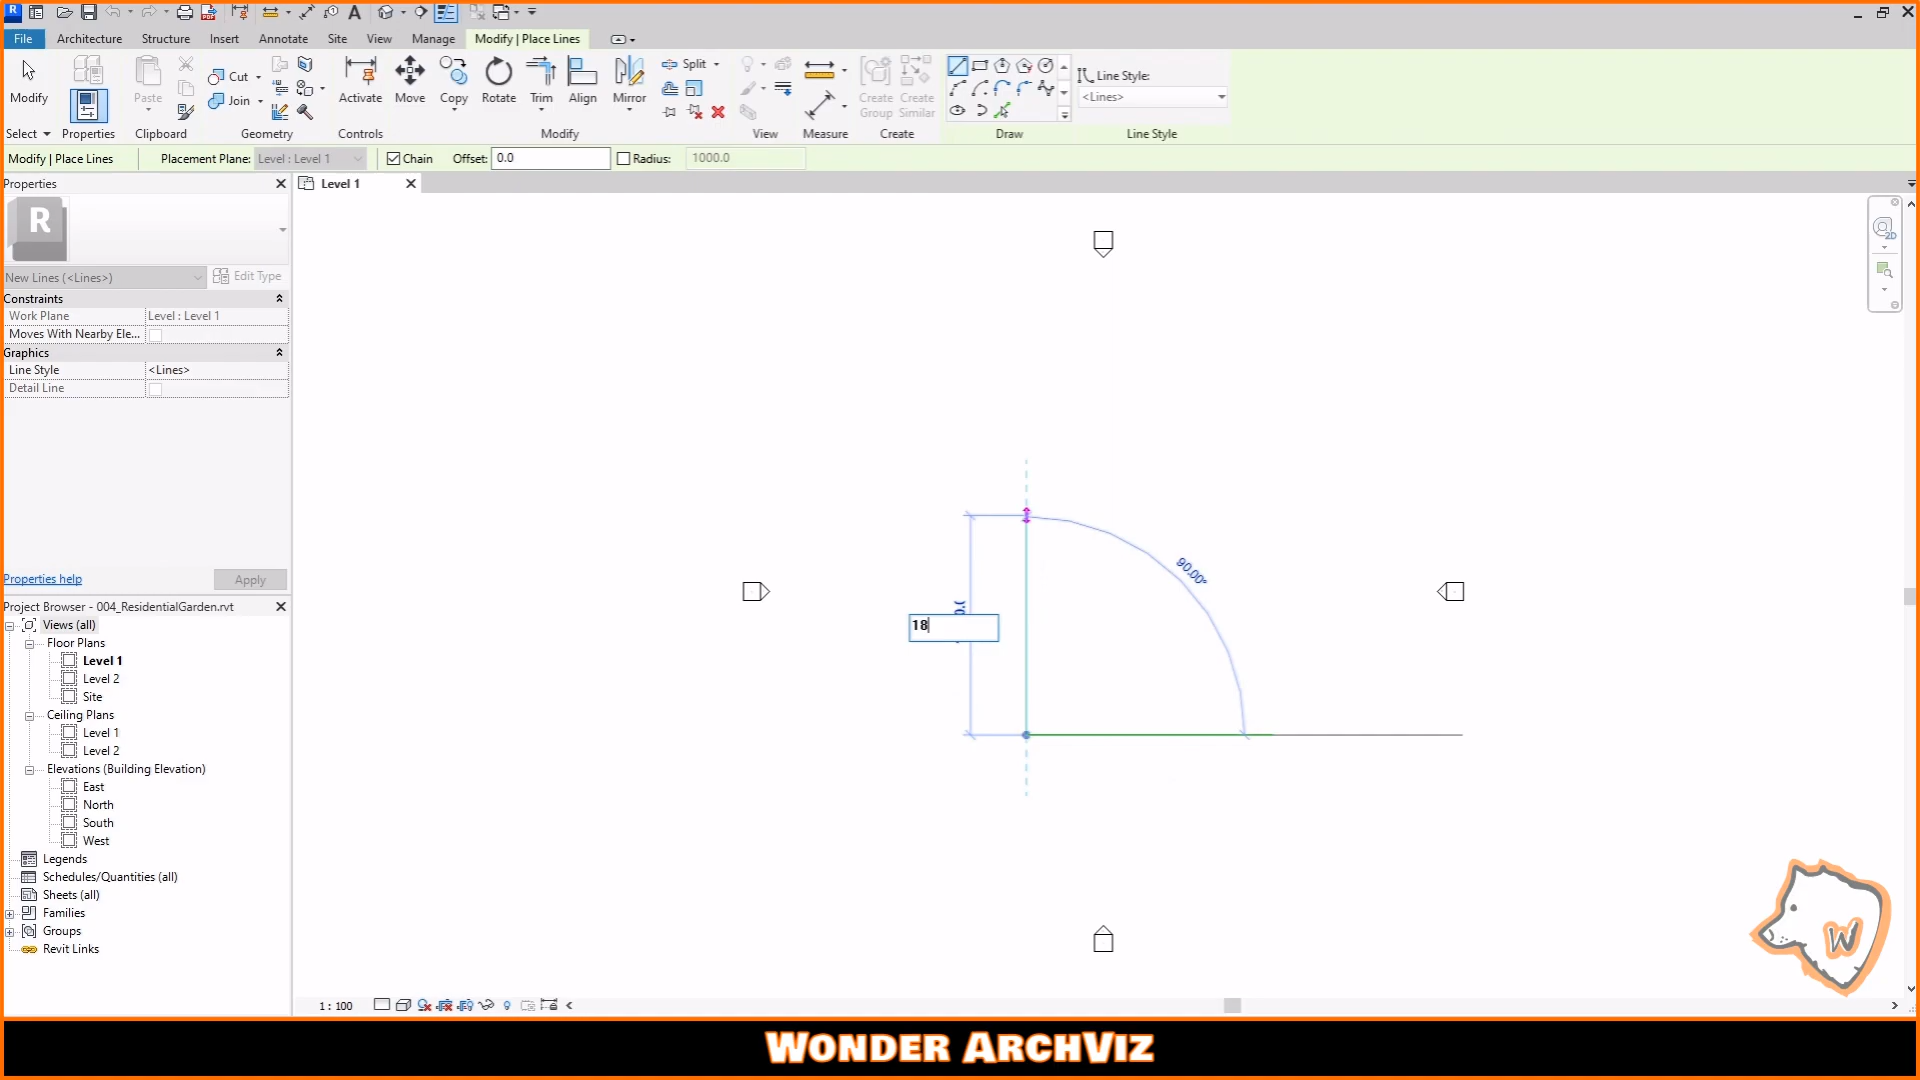 R
A
File
Architecture
Structure
Insert
Annotate
Site
View
Manage
Modify | Place Lines
Modify
Paste
Cut
Join
Activate
Move
Copy
Rotate
Trim
Align
Mirror
Split
Create
Group
Create
Similar
Line Style:
<Lines>
Select
Properties
Clipboard
Geometry
Controls
Modify
View
Measure
Create
Draw
Line Style
Modify | Place Lines
Placement Plane:
Level : Level 1
Chain
Offset:
0.0
Radius:
1000.0
Properties
Level 1
R
2D
New Lines (<Lines>)
Edit Type
Constraints
Work Plane
Level : Level 1
Moves With Nearby Ele...
Graphics
Line Style
<Lines>
Detail Line
90.00°
18
Properties help
Apply
Project Browser - 004_ResidentialGarden.rvt
Views (all)
Floor Plans
Level 1
Level 2
Site
Ceiling Plans
Level 1
Level 2
Elevations (Building Elevation)
East
North
South
West
Legends
Schedules/Quantities (all)
Sheets (all)
Families
Groups
Revit Links
W
1 : 100
Wonder ArchViz